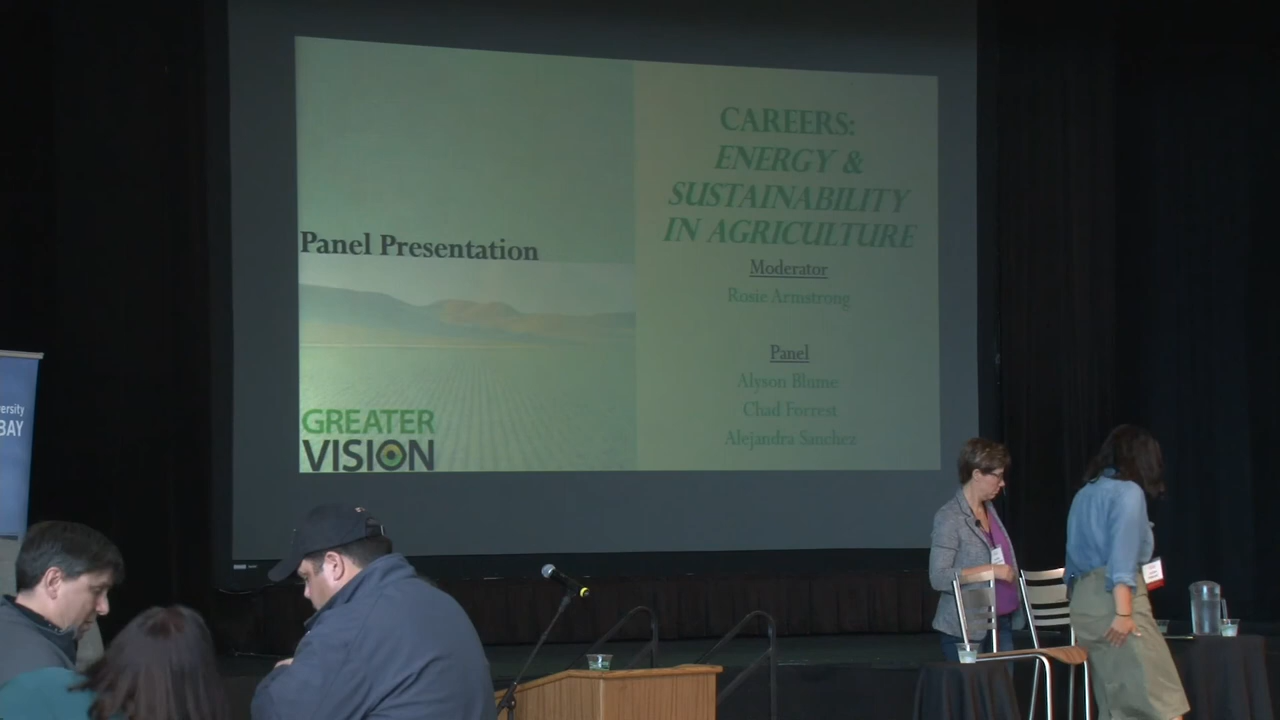 Panel Presentation
GREATER
VISION
CAREERS:
ENERGY &
SUSTAINABILITY
IN AGRICULTURE
Moderator
Rosie Armstrong
Panel
Alyson Blume
Chad Forrest
Alejandra Sanchez
ersity
BAY